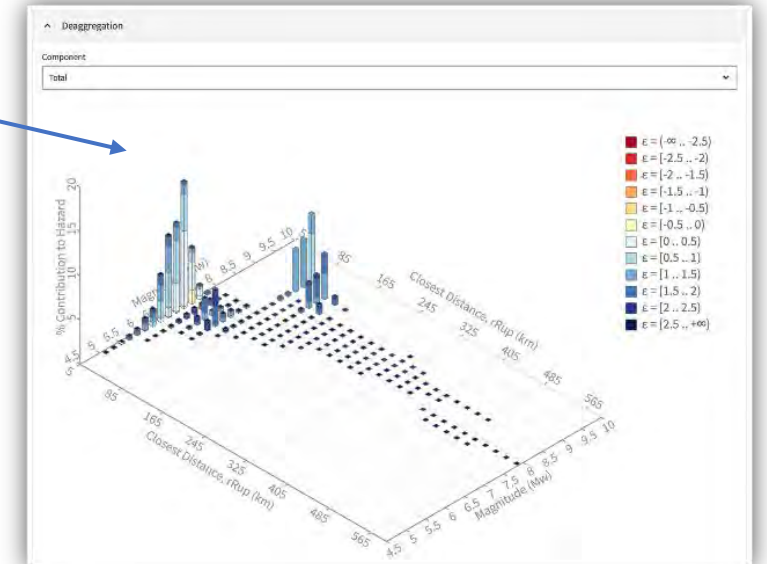 Deaggregation
Component
Total
ε = (-∞ .. -2.5)
ε = [-2.5 .. -2)
ε = [-2 .. -1.5)
ε = [-1.5 .. -1)
ε = [-1 .. -0.5)
ε = [-0.5 .. 0)
ε = [0 .. 0.5)
ε = [0.5 .. 1)
ε = [1 .. 1.5)
ε = [1.5 .. 2)
ε = [2 .. 2.5)
ε = [2.5 .. +∞)
% Contribution to Hazard
5 10 15 20
8 8.5 9 9.5 10
5 85 165 245 325 405 485 565
Closest Distance, rRup (km)
4.5 5 5.5 6
5 85 165 245 325 405 485 565
Closest Distance, rRup (km)
4.5 5 5.5 6 6.5 7 7.5 8 8.5 9 9.5 10
Magnitude (Mw)